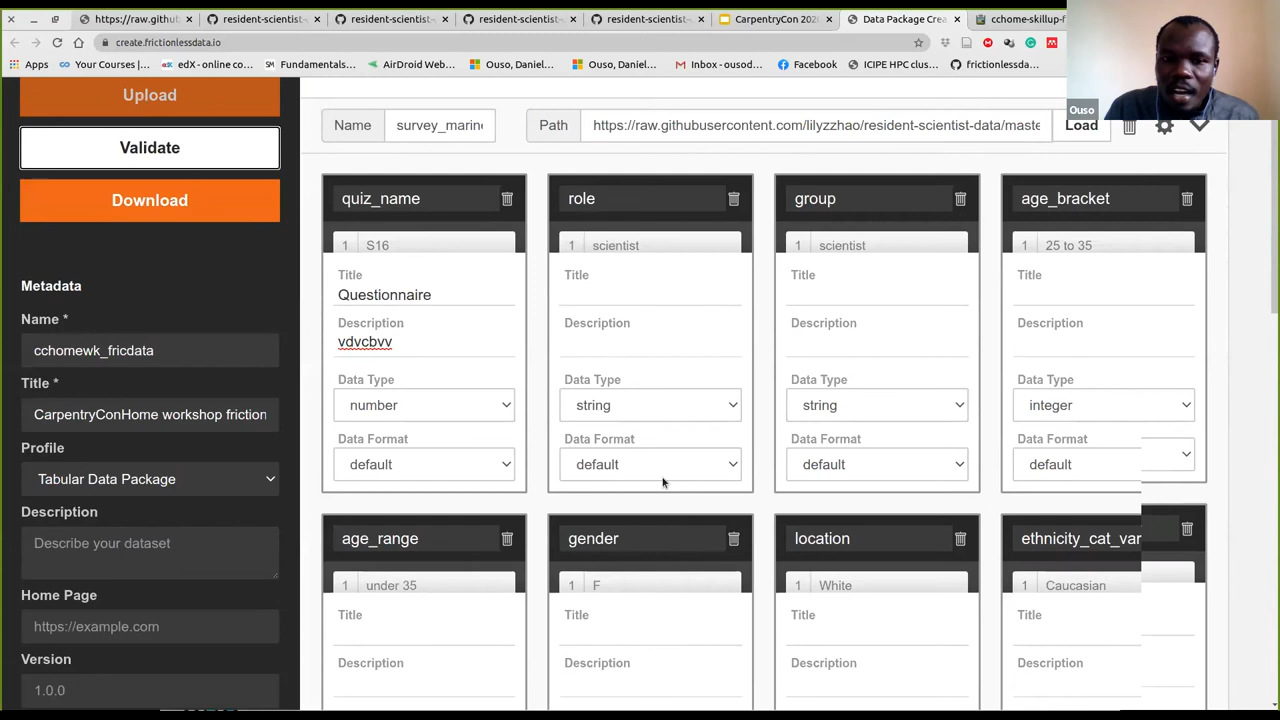 https://raw.githubus
resident-scientist-
resident-scientist-
resident-scientist-
resident-scientist-
CarpentryCon 202
Data Package Crea
cchome-skillup-f
create.frictionlessdata.io
Apps
Your Courses |...
edX - online co...
Fundamentals...
AirDroid Web...
Ouso, Daniel...
Ouso, Daniel...
Inbox - ousod...
Facebook
ICIPE HPC clus...
frictionlessda...
Ouso
Upload
Validate
Download
Metadata
Name *
cchomewk_fricdata
Title *
CarpentryConHome workshop friction
Profile
Tabular Data Package
Description
Describe your dataset
Home Page
https://example.com
Version
1.0.0
Name
survey_marin
Path
https://raw.githubusercontent.com/lilyzzhao/resident-scientist-data/maste
Load
quiz_name
1 S16
Title
Questionnaire
Description
vdvcbvv
Data Type
number
Data Format
default
role
1 scientist
Title
Description
Data Type
string
Data Format
default
group
1 scientist
Title
Description
Data Type
string
Data Format
default
age_bracket
1 25 to 35
Title
Description
Data Type
integer
Data Format
default
age_range
1 under 35
Title
Description
gender
1 F
Title
Description
location
1 White
Title
Description
ethnicity_cat_var
1 Caucasian
Title
Description